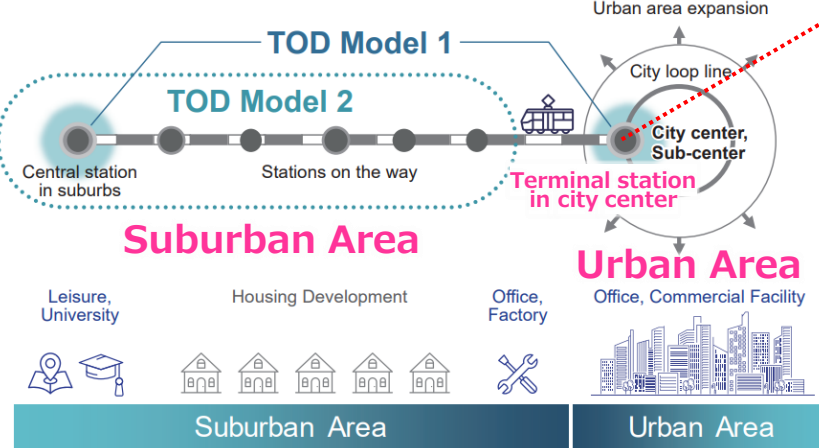 Urban area expansion
TOD Model 1
City loop line
TOD Model 2
City center,
Sub-center
Central station
in suburbs
Stations on the way
Terminal station
in city center
Suburban Area
Urban Area
Leisure,
University
Housing Development
Office,
Factory
Office, Commercial Facility
Suburban Area
Urban Area